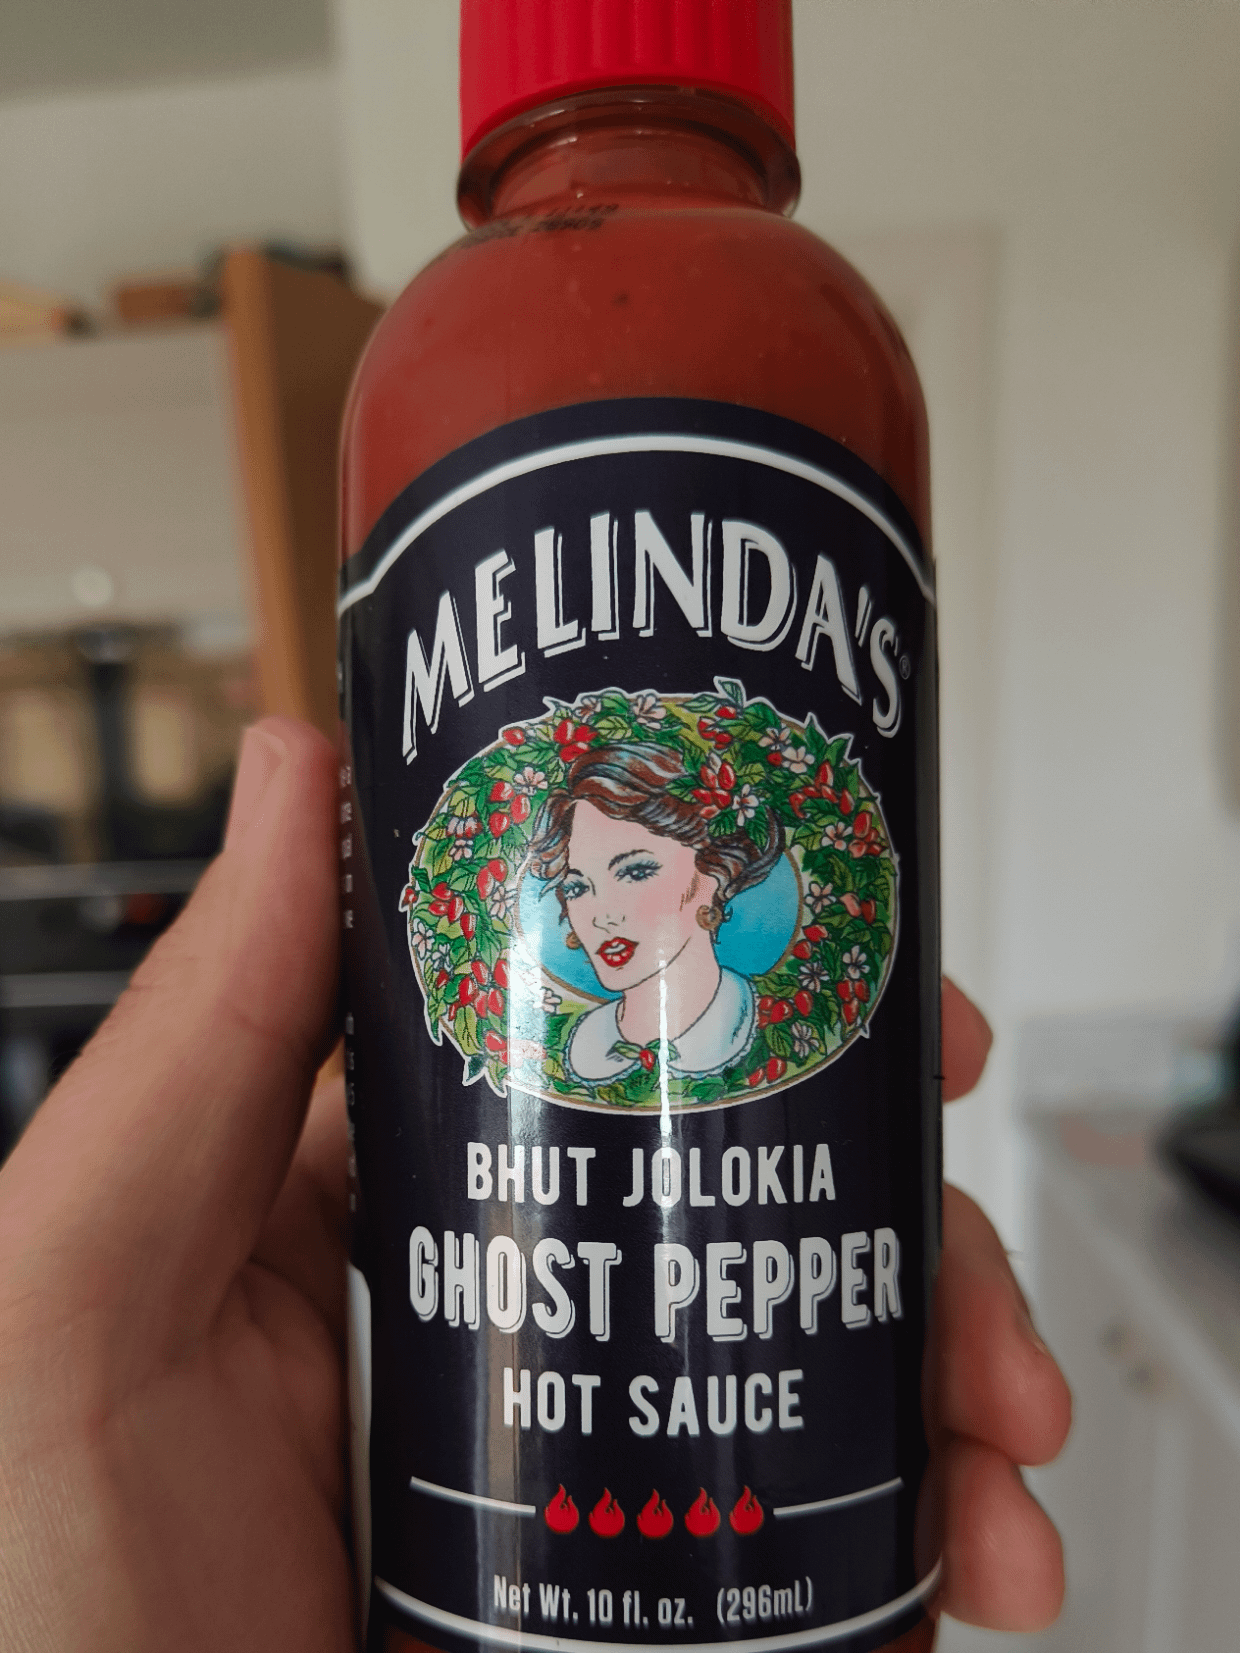 MELINDA'S®
BHUT JOLOKIA
GHOST PEPPER
HOT SAUCE
Net Wt. 10 fl. oz. (296mL)